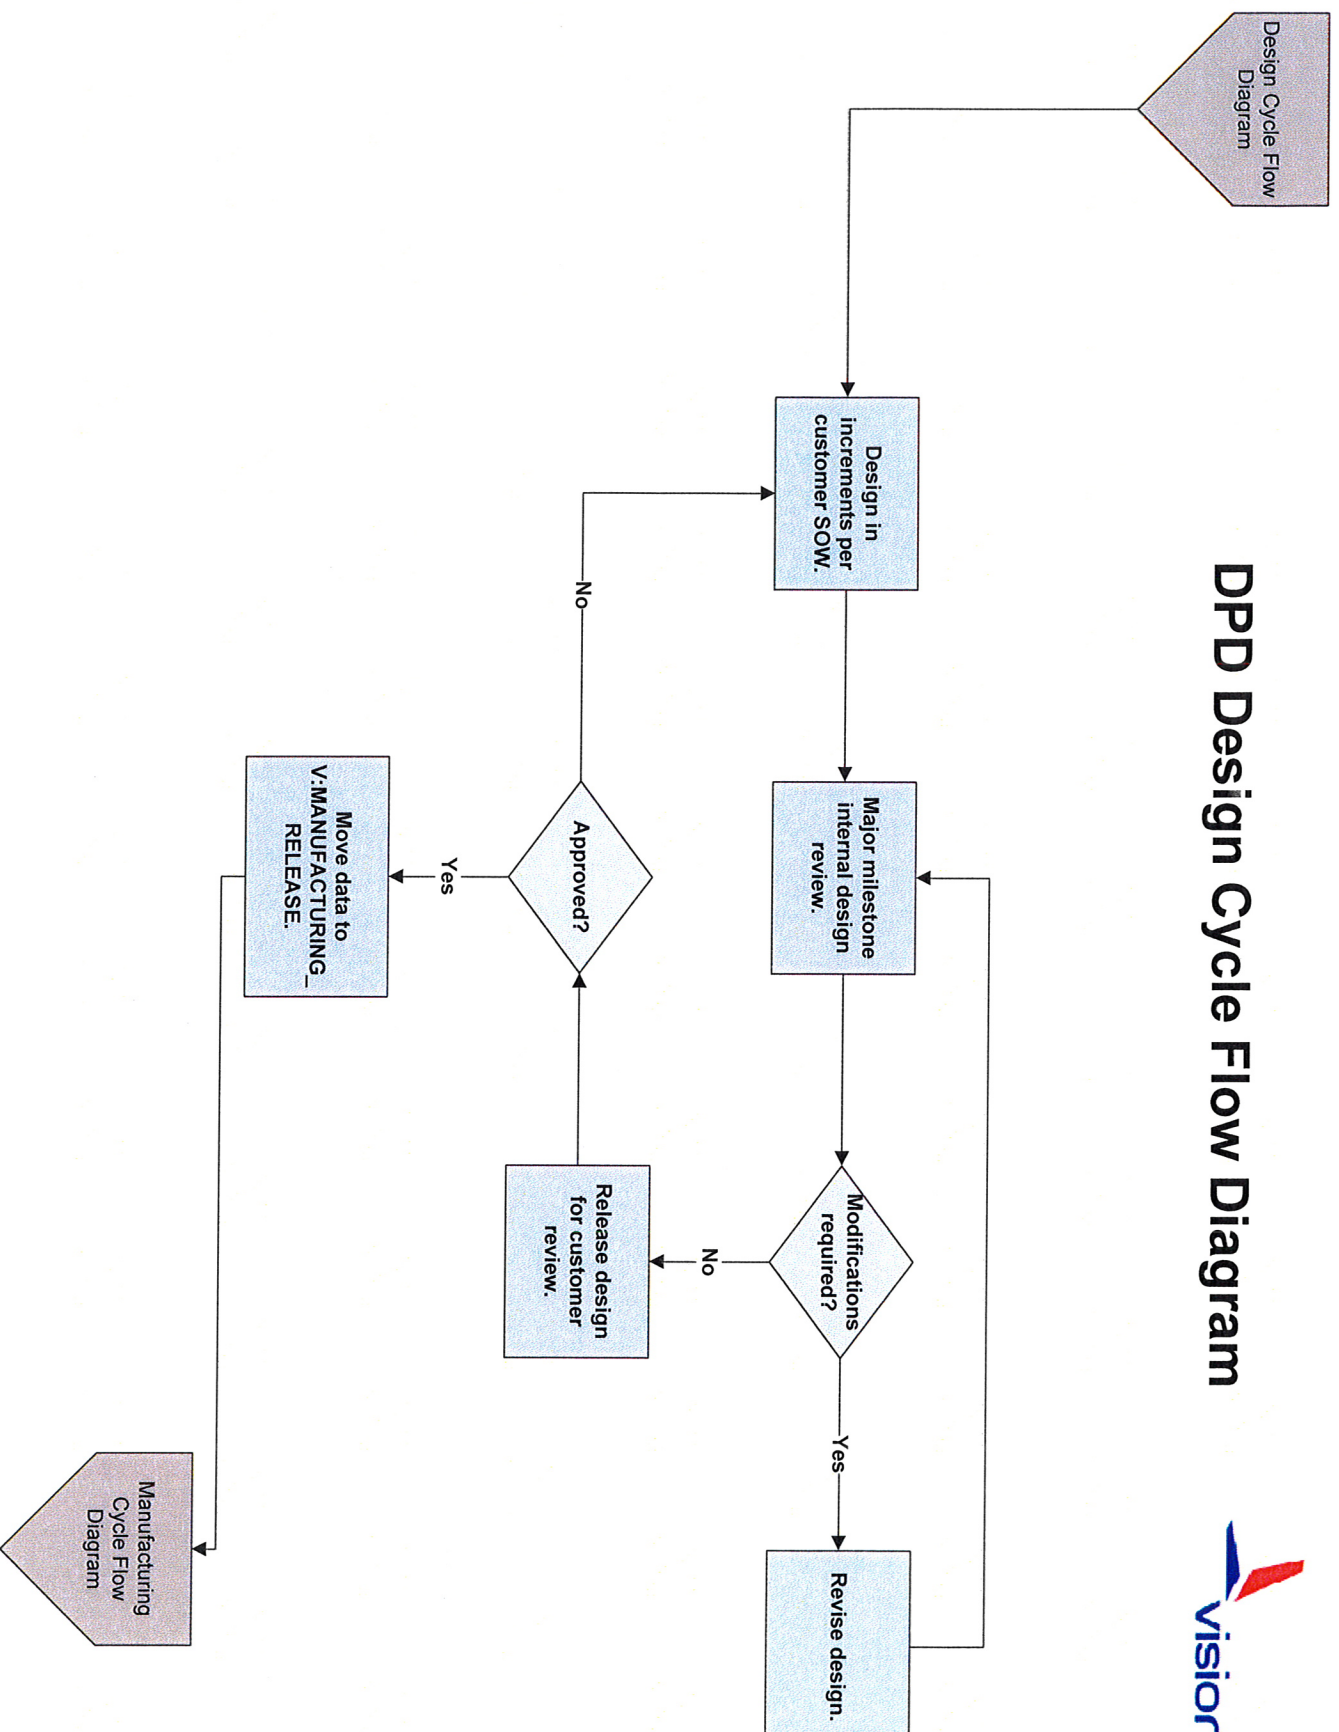 DPD Design Cycle Flow Diagram
vision
Design Cycle Flow
Diagram
Design in
increments per
customer SOW.
Major milestone
internal design
review.
Modifications
required?
Yes
Revise design.
No
Release design
for customer
review.
Approved?
No
Yes
Move data to
V:MANUFACTURING_
RELEASE.
Manufacturing
Cycle Flow
Diagram